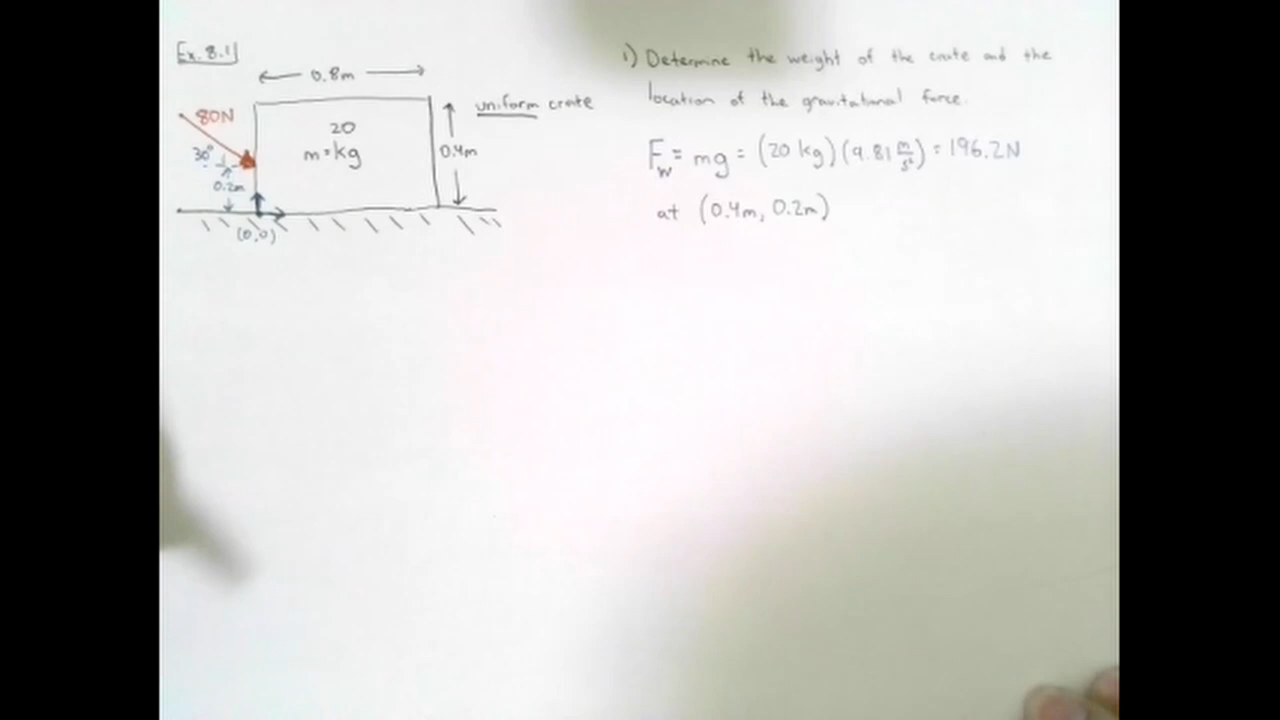 Ex. 8.1
0.8m
uniform crate
80N
20
m=kg
0.4m
30°
0.2m
(0,0)
1) Determine the weight of the crate and the
location of the gravitational force.
F_w = mg = (20 kg)(9.81 m/s²) = 196.2N
at (0.4m, 0.2m)